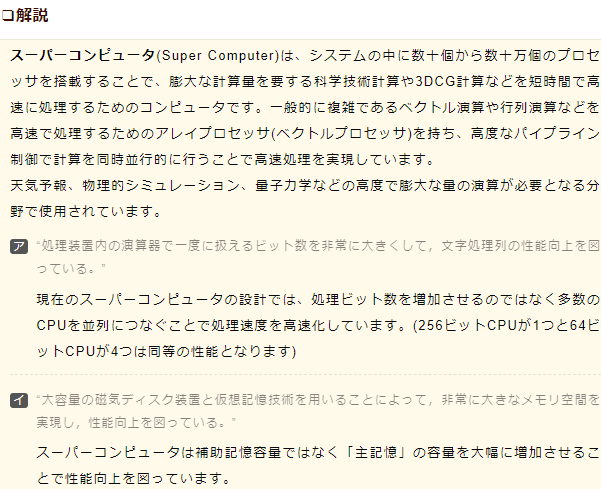 ❏解説
スーパーコンピュータ(Super Computer)は、システムの中に数十個から数十万個のプロセ
ッサを搭載することで、膨大な計算量を要する科学技術計算や3DCG計算などを短時間で高
速に処理するためのコンピュータです。一般的に複雑であるベクトル演算や行列演算などを
高速で処理するためのアレイプロセッサ(ベクトルプロセッサ)を持ち、高度なパイプライン
制御で計算を同時並行的に行うことで高速処理を実現しています。
天気予報、物理的シミュレーション、量子力学などの高度で膨大な量の演算が必要となる分
野で使用されています。
ア “処理装置内の演算器で一度に扱えるビット数を非常に大きくして，文字処理列の性能向上を図
っている。”
現在のスーパーコンピュータの設計では、処理ビット数を増加させるのではなく多数の
CPUを並列につなぐことで処理速度を高速化しています。(256ビットCPUが1つと64ビ
ットCPUが4つは同等の性能となります)
イ “大容量の磁気ディスク装置と仮想記憶技術を用いることによって，非常に大きなメモリ空間を
実現し，性能向上を図っている。”
スーパーコンピュータは補助記憶容量ではなく「主記憶」の容量を大幅に増加させるこ
とで性能向上を図っています。